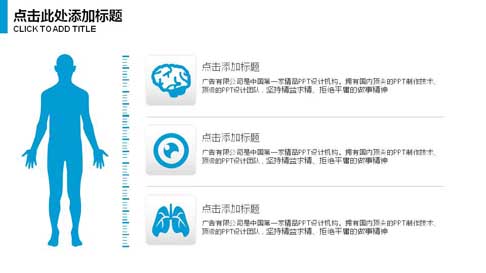 点击此处添加标题
CLICK TO ADD TITLE
点击添加标题
广告有限公司是中国第一家精品PPT设计机构。拥有国内顶尖的PPT制作技术、
顶级的PPT设计团队，坚持精益求精、拒绝平庸的做事精神
点击添加标题
广告有限公司是中国第一家精品PPT设计机构。拥有国内顶尖的PPT制作技术、
顶级的PPT设计团队，坚持精益求精、拒绝平庸的做事精神
点击添加标题
广告有限公司是中国第一家精品PPT设计机构。拥有国内顶尖的PPT制作技术、
顶级的PPT设计团队，坚持精益求精、拒绝平庸的做事精神